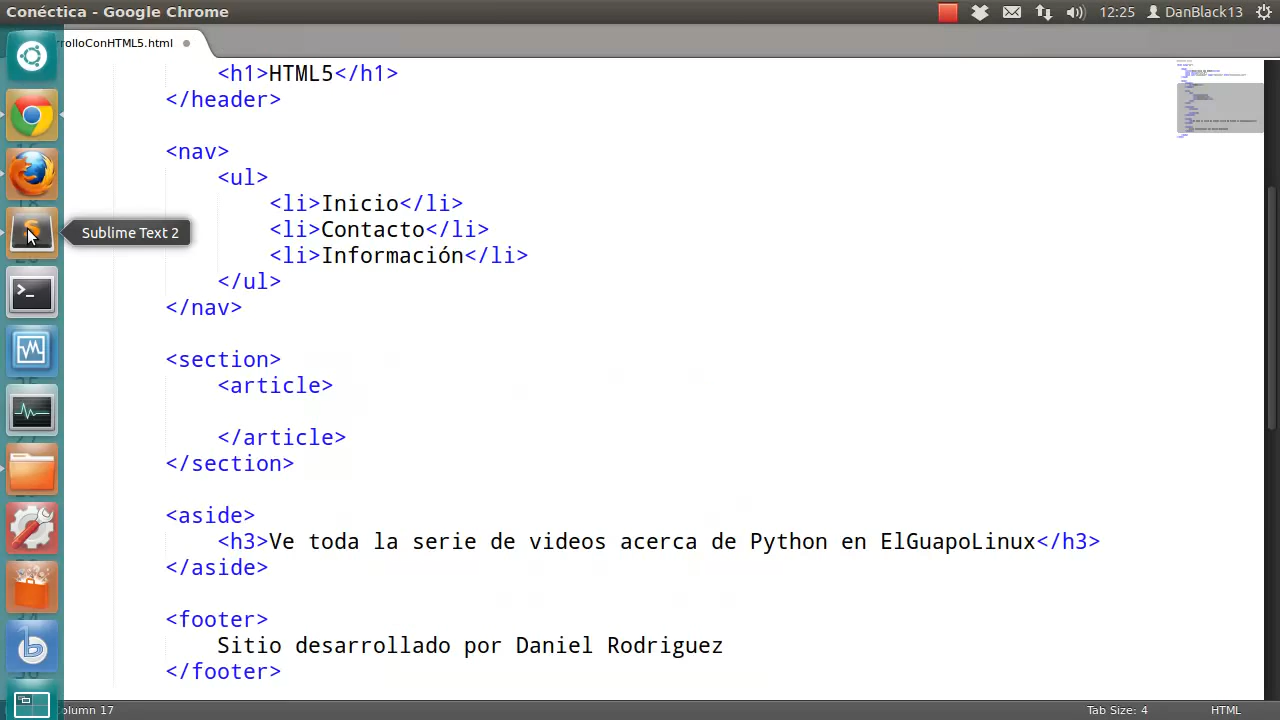 Conéctica - Google Chrome
12:25
DanBlack13
rrolloConHTML5.html
<h1>HTML5</h1>
</header>
<nav>
<ul>
<li>Inicio</li>
<li>Contacto</li>
<li>Información</li>
</ul>
</nav>
Sublime Text 2
<section>
<article>
</article>
</section>
<aside>
<h3>Ve toda la serie de videos acerca de Python en ElGuapoLinux</h3>
</aside>
<footer>
Sitio desarrollado por Daniel Rodriguez
</footer>
olumn 17
Tab Size: 4
HTML